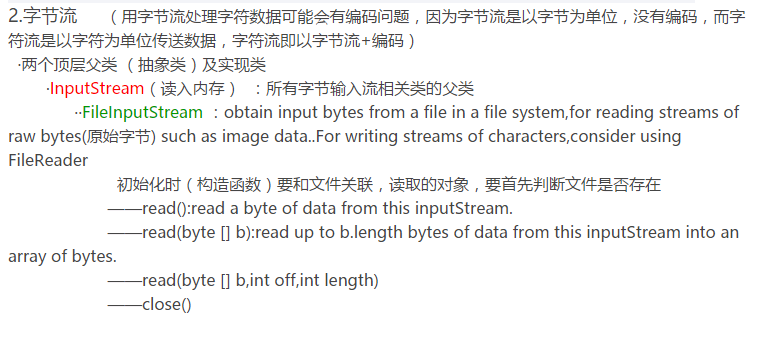 2.字节流 （用字节流处理字符数据可能会有编码问题，因为字节流是以字节为单位，没有编码，而字
符流是以字符为单位传送数据，字符流即以字节流+编码）
·两个顶层父类（抽象类）及实现类
·InputStream（读入内存） ：所有字节输入流相关类的父类
··FileInputStream ：obtain input bytes from a file in a file system,for reading streams of
raw bytes(原始字节) such as image data..For writing streams of characters,consider using
FileReader
初始化时（构造函数）要和文件关联，读取的对象，要首先判断文件是否存在
——read():read a byte of data from this inputStream.
——read(byte [] b):read up to b.length bytes of data from this inputStream into an
array of bytes.
——read(byte [] b,int off,int length)
——close()